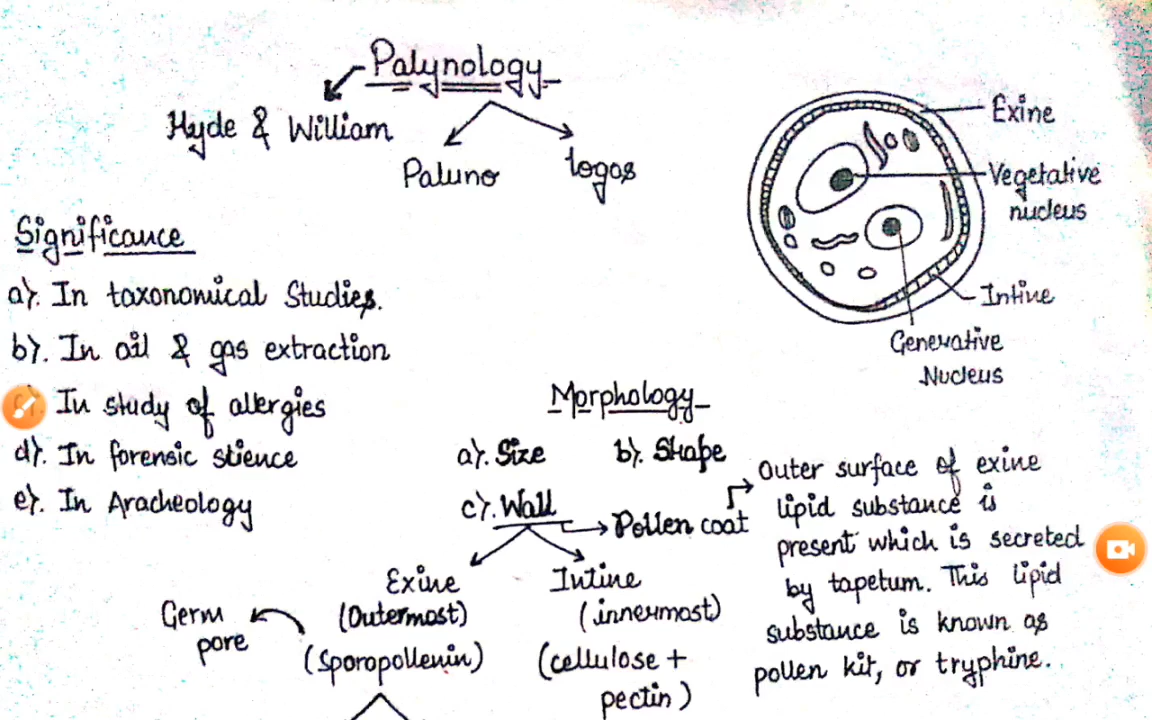 Palynology
Hyde & William
Paluno
logos
Exine
Vegetative
nucleus
Intine
Generative
Nucleus
Significance
a). In taxonomical Studies.
b). In oil & gas extraction
In study of allergies
d). In forensic stience
e). In Aracheology
Morphology
a). Size b). Shape
c). Wall
Pollen coat
Outer surface of exine
lipid substance is
present which is secreted
by tapetum. This lipid
substance is known as
pollen kit, or tryphine.
Exine
(Outermost)
(Sporopollenin)
Germ
pore
Intine
(innermost)
(cellulose +
pectin)